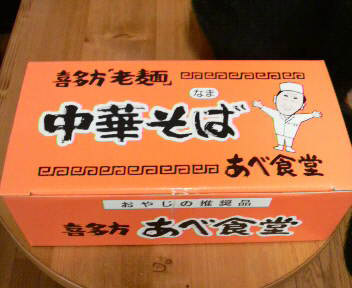 喜多方「老麺」
なま
中華そば
あべ食堂
おやじの推奨品
喜多方 あべ食堂